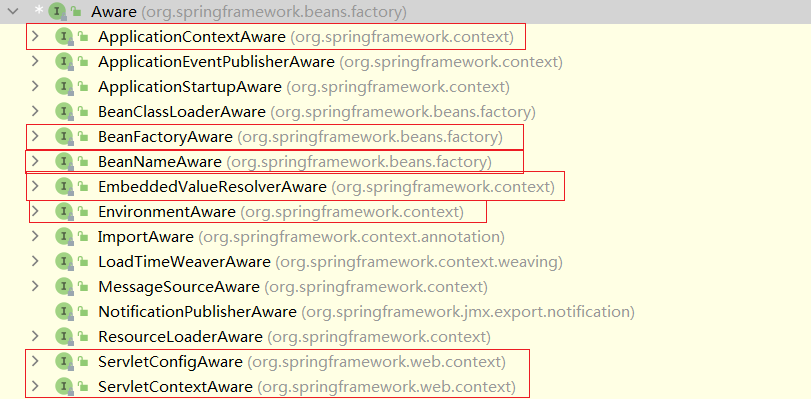 Aware (org.springframework.beans.factory)
ApplicationContextAware (org.springframework.context)
ApplicationEventPublisherAware (org.springframework.context)
ApplicationStartupAware (org.springframework.context)
BeanClassLoaderAware (org.springframework.beans.factory)
BeanFactoryAware (org.springframework.beans.factory)
BeanNameAware (org.springframework.beans.factory)
EmbeddedValueResolverAware (org.springframework.context)
EnvironmentAware (org.springframework.context)
ImportAware (org.springframework.context.annotation)
LoadTimeWeaverAware (org.springframework.context.weaving)
MessageSourceAware (org.springframework.context)
NotificationPublisherAware (org.springframework.jmx.export.notification)
ResourceLoaderAware (org.springframework.context)
ServletConfigAware (org.springframework.web.context)
ServletContextAware (org.springframework.web.context)